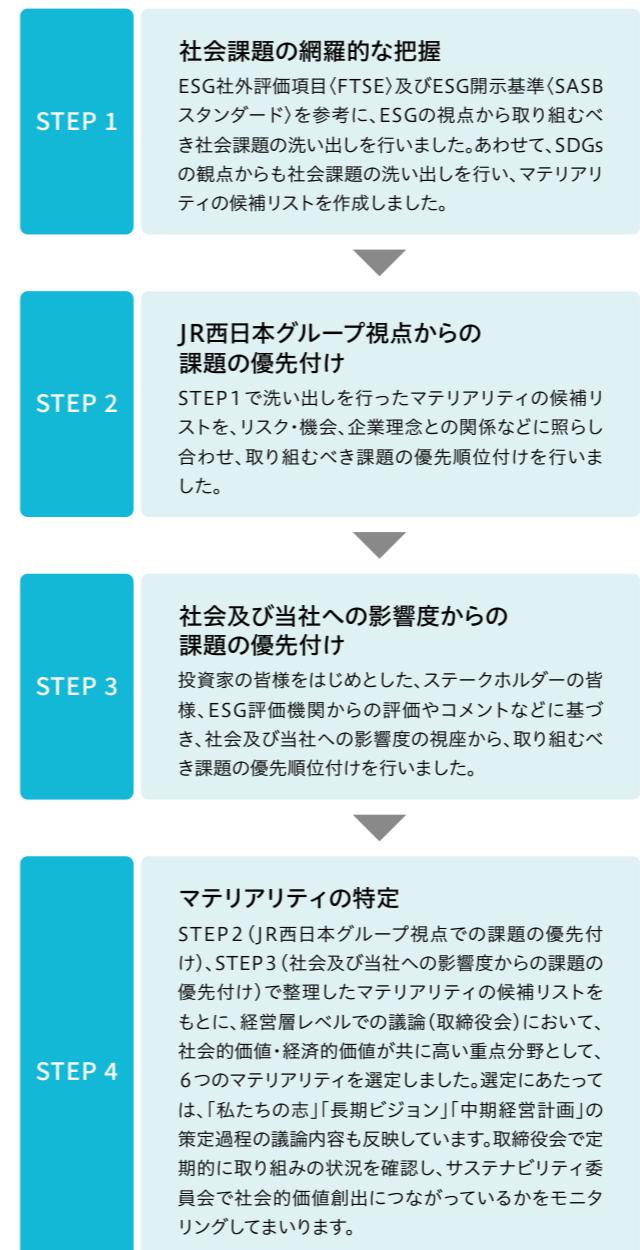 STEP 1
社会課題の網羅的な把握
ESG社外評価項目〈FTSE〉及びESG開示基準〈SASB
スタンダード〉を参考に、ESGの視点から取り組むべ
き社会課題の洗い出しを行いました。あわせて、SDGs
の観点からも社会課題の洗い出しを行い、マテリアリ
ティの候補リストを作成しました。
STEP 2
JR西日本グループ視点からの
課題の優先付け
STEP1で洗い出しを行ったマテリアリティの候補リ
ストを、リスク・機会、企業理念との関係などに照らし
合わせ、取り組むべき課題の優先順位付けを行いま
した。
STEP 3
社会及び当社への影響度からの
課題の優先付け
投資家の皆様をはじめとした、ステークホルダーの皆
様、ESG評価機関からの評価やコメントなどに基づ
き、社会及び当社への影響度の視座から、取り組むべ
き課題の優先順位付けを行いました。
STEP 4
マテリアリティの特定
STEP2(JR西日本グループ視点での課題の優先付
け)、STEP3(社会及び当社への影響度からの課題の
優先付け)で整理したマテリアリティの候補リストを
もとに、経営層レベルでの議論(取締役会)において、
社会的価値・経済的価値が共に高い重点分野として、
6つのマテリアリティを選定しました。選定にあたって
は、「私たちの志」「長期ビジョン」「中期経営計画」の
策定過程の議論内容も反映しています。取締役会で定
期的に取り組みの状況を確認し、サステナビリティ委
員会で社会的価値創出につながっているかをモニタ
リングしてまいります。